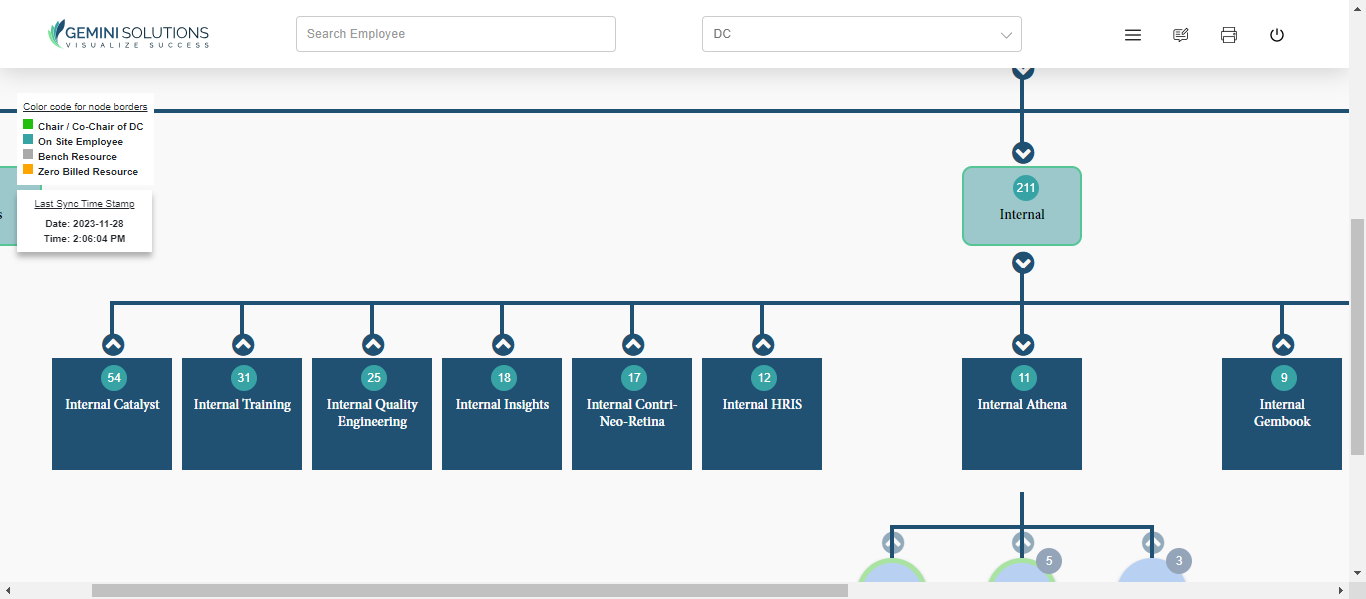 GEMINI SOLUTIONS
VISUALIZE SUCCESS
Search Employee
DC
Color code for node borders
Chair / Co-Chair of DC
On Site Employee
Bench Resource
Zero Billed Resource
s
Last Sync Time Stamp
Date: 2023-11-28
Time: 2:06:04 PM
211
Internal
54
Internal Catalyst
31
Internal Training
25
Internal Quality
Engineering
18
Internal Insights
17
Internal Contri-
Neo-Retina
12
Internal HRIS
11
Internal Athena
9
Internal
Gembook
5
3